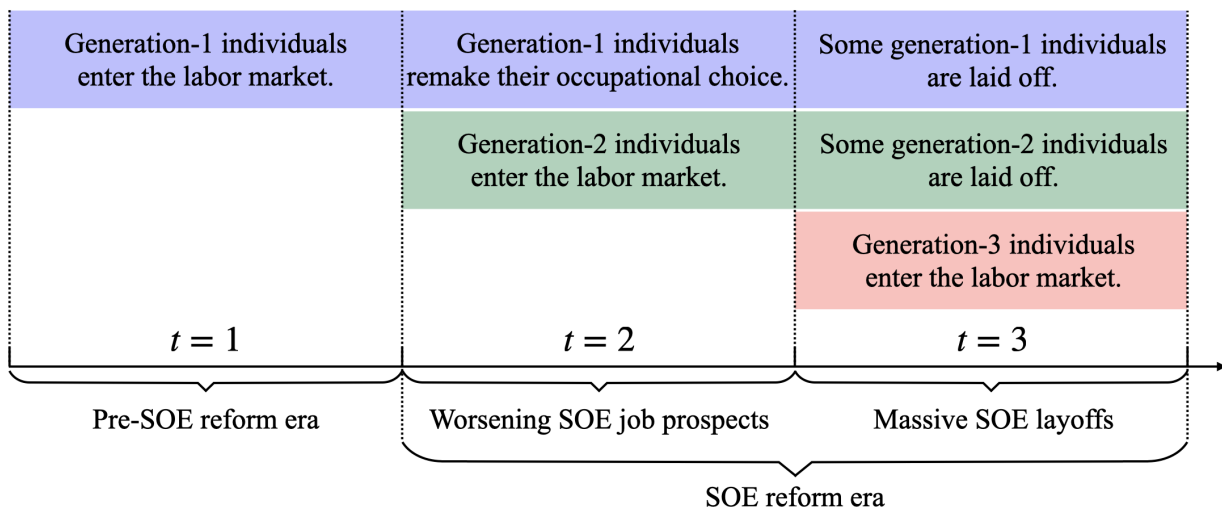 Generation-1 individuals
enter the labor market.
Generation-1 individuals
remake their occupational choice.
Some generation-1 individuals
are laid off.
Generation-2 individuals
enter the labor market.
Some generation-2 individuals
are laid off.
Generation-3 individuals
enter the labor market.
t = 1
t = 2
t = 3
Pre-SOE reform era
Worsening SOE job prospects
Massive SOE layoffs
SOE reform era